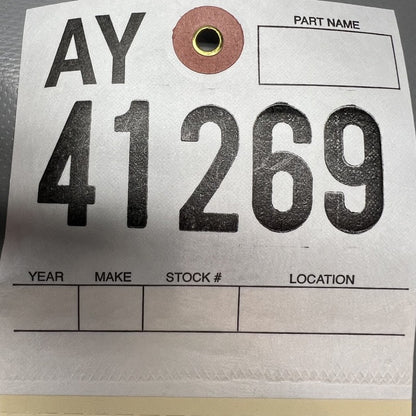 AY
PART NAME
41269
YEAR MAKE STOCK # LOCATION